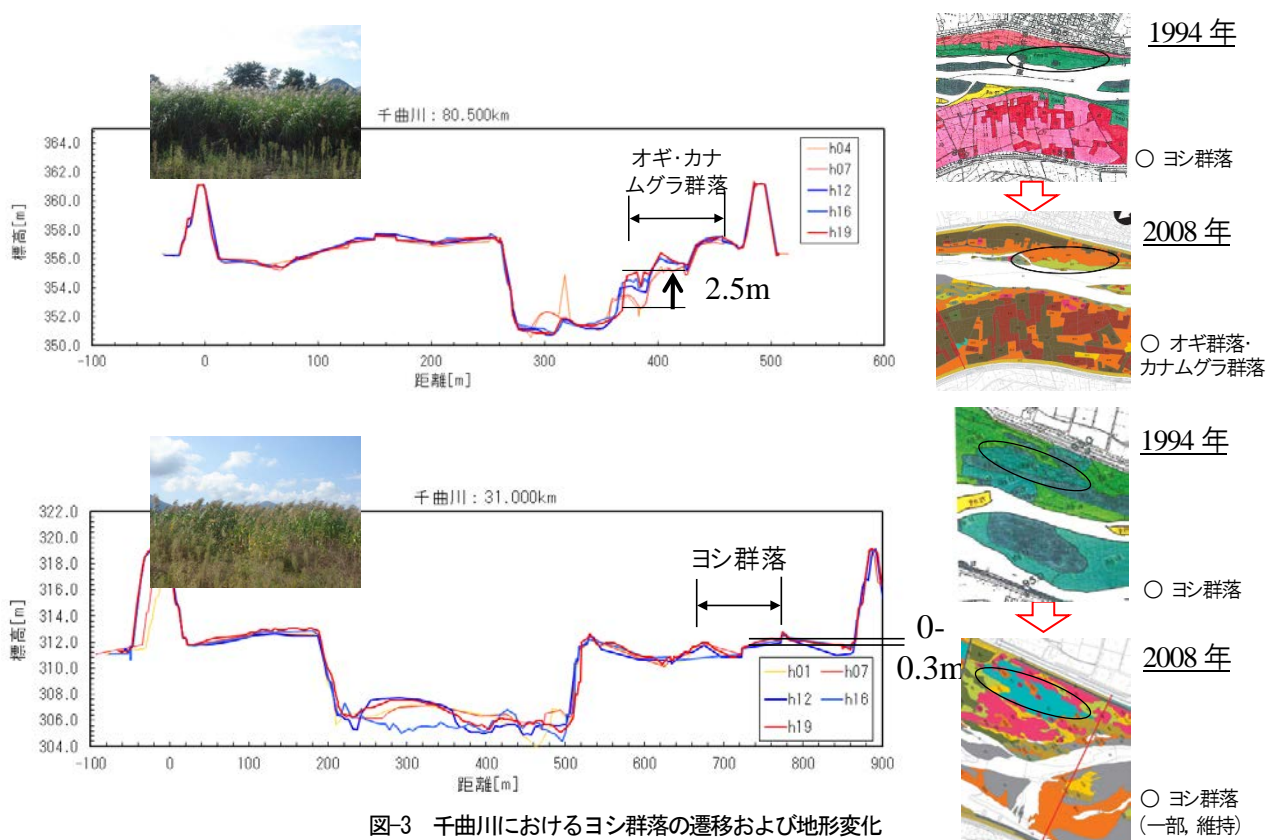 千曲川：80.500km
標高[m]
364.0
362.0
360.0
358.0
356.0
354.0
352.0
350.0
-100
0
100
200
300
400
500
600
距離[m]
オギ・カナ
ムグラ群落
2.5m
h04
h07
h12
h16
h19
1994 年
○ ヨシ群落
2008 年
○ オギ群落・
カナムグラ群落
千曲川：31.000km
標高[m]
322.0
320.0
318.0
316.0
314.0
312.0
310.0
308.0
306.0
304.0
-100
0
100
200
300
400
500
600
700
800
900
距離[m]
ヨシ群落
0-
0.3m
h01
h07
h12
h16
h19
1994 年
○ ヨシ群落
2008 年
○ ヨシ群落
(一部, 維持)
図-3 千曲川におけるヨシ群落の遷移および地形変化